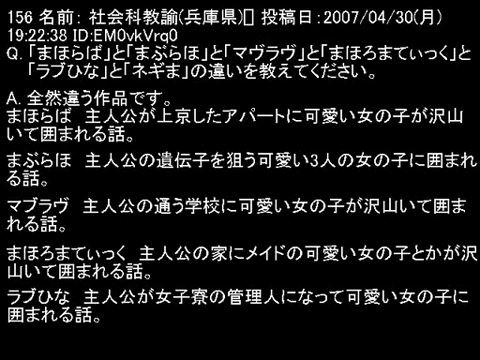 156 名前： 社会科教諭(兵庫県)[] 投稿日：2007/04/30(月)
19:22:38 ID:EM0vkVrq0
Q. 「まほらば」と「まぶらほ」と「マヴラヴ」と「まほろまてぃっく」と
「ラブひな」と「ネギま」の違いを教えてください。
A. 全然違う作品です。
まほらば　主人公が上京したアパートに可愛い女の子が沢山
いて囲まれる話。
まぶらほ　主人公の遺伝子を狙う可愛い3人の女の子に囲まれ
る話。
マブラヴ　主人公の通う学校に可愛い女の子が沢山いて囲ま
れる話。
まほろまてぃっく　主人公の家にメイドの可愛い女の子とかが沢
山いて囲まれる話。
ラブひな　主人公が女子寮の管理人になって可愛い女の子に
囲まれる話。